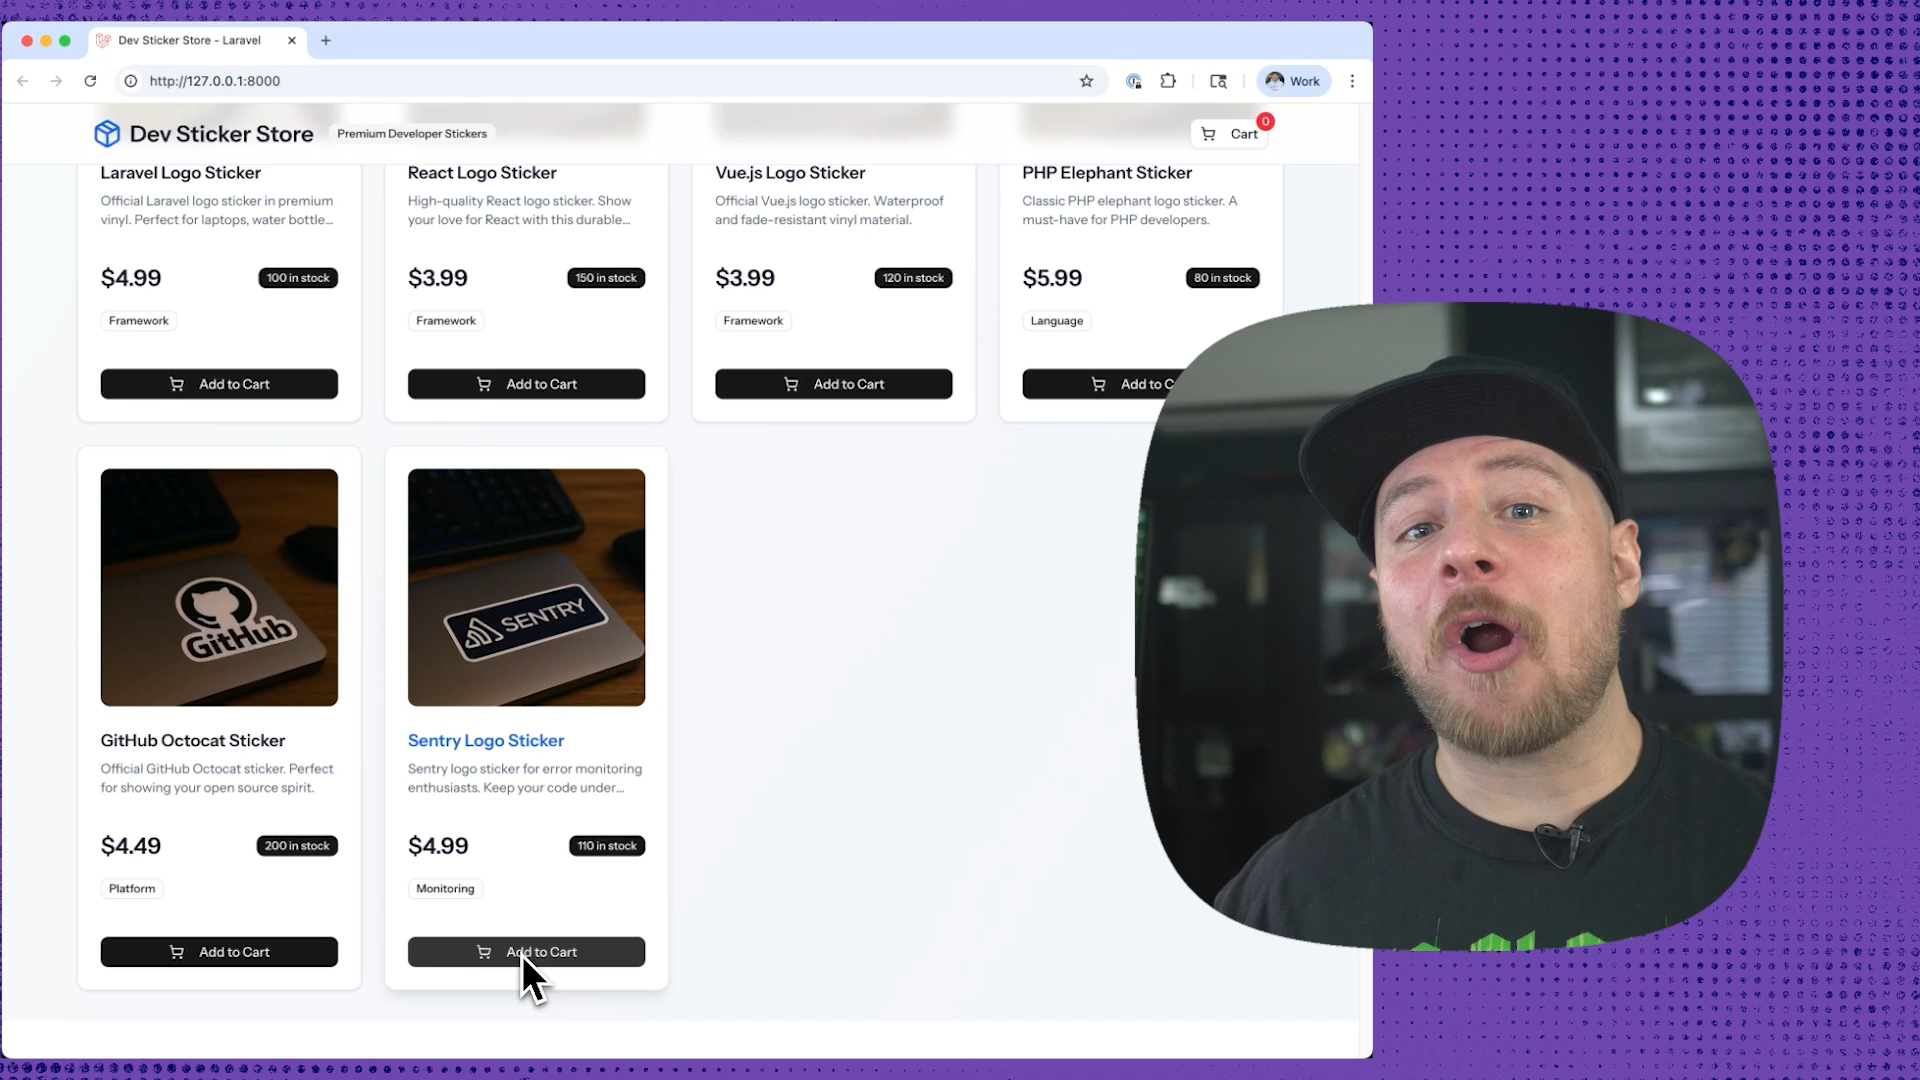 Dev Sticker Store - Laravel
http://127.0.0.1:8000
Work
Dev Sticker Store
Premium Developer Stickers
Cart
0
Laravel Logo Sticker
Official Laravel logo sticker in premium
vinyl. Perfect for laptops, water bottle...
$4.99
100 in stock
Framework
Add to Cart
React Logo Sticker
High-quality React logo sticker. Show
your love for React with this durable...
$3.99
150 in stock
Framework
Add to Cart
Vue.js Logo Sticker
Official Vue.js logo sticker. Waterproof
and fade-resistant vinyl material.
$3.99
120 in stock
Framework
Add to Cart
PHP Elephant Sticker
Classic PHP elephant logo sticker. A
must-have for PHP developers.
$5.99
80 in stock
Language
Add to C
GitHub
GitHub Octocat Sticker
Official GitHub Octocat sticker. Perfect
for showing your open source spirit.
$4.49
200 in stock
Platform
Add to Cart
SENTRY
Sentry Logo Sticker
Sentry logo sticker for error monitoring
enthusiasts. Keep your code under...
$4.99
110 in stock
Monitoring
Add to Cart